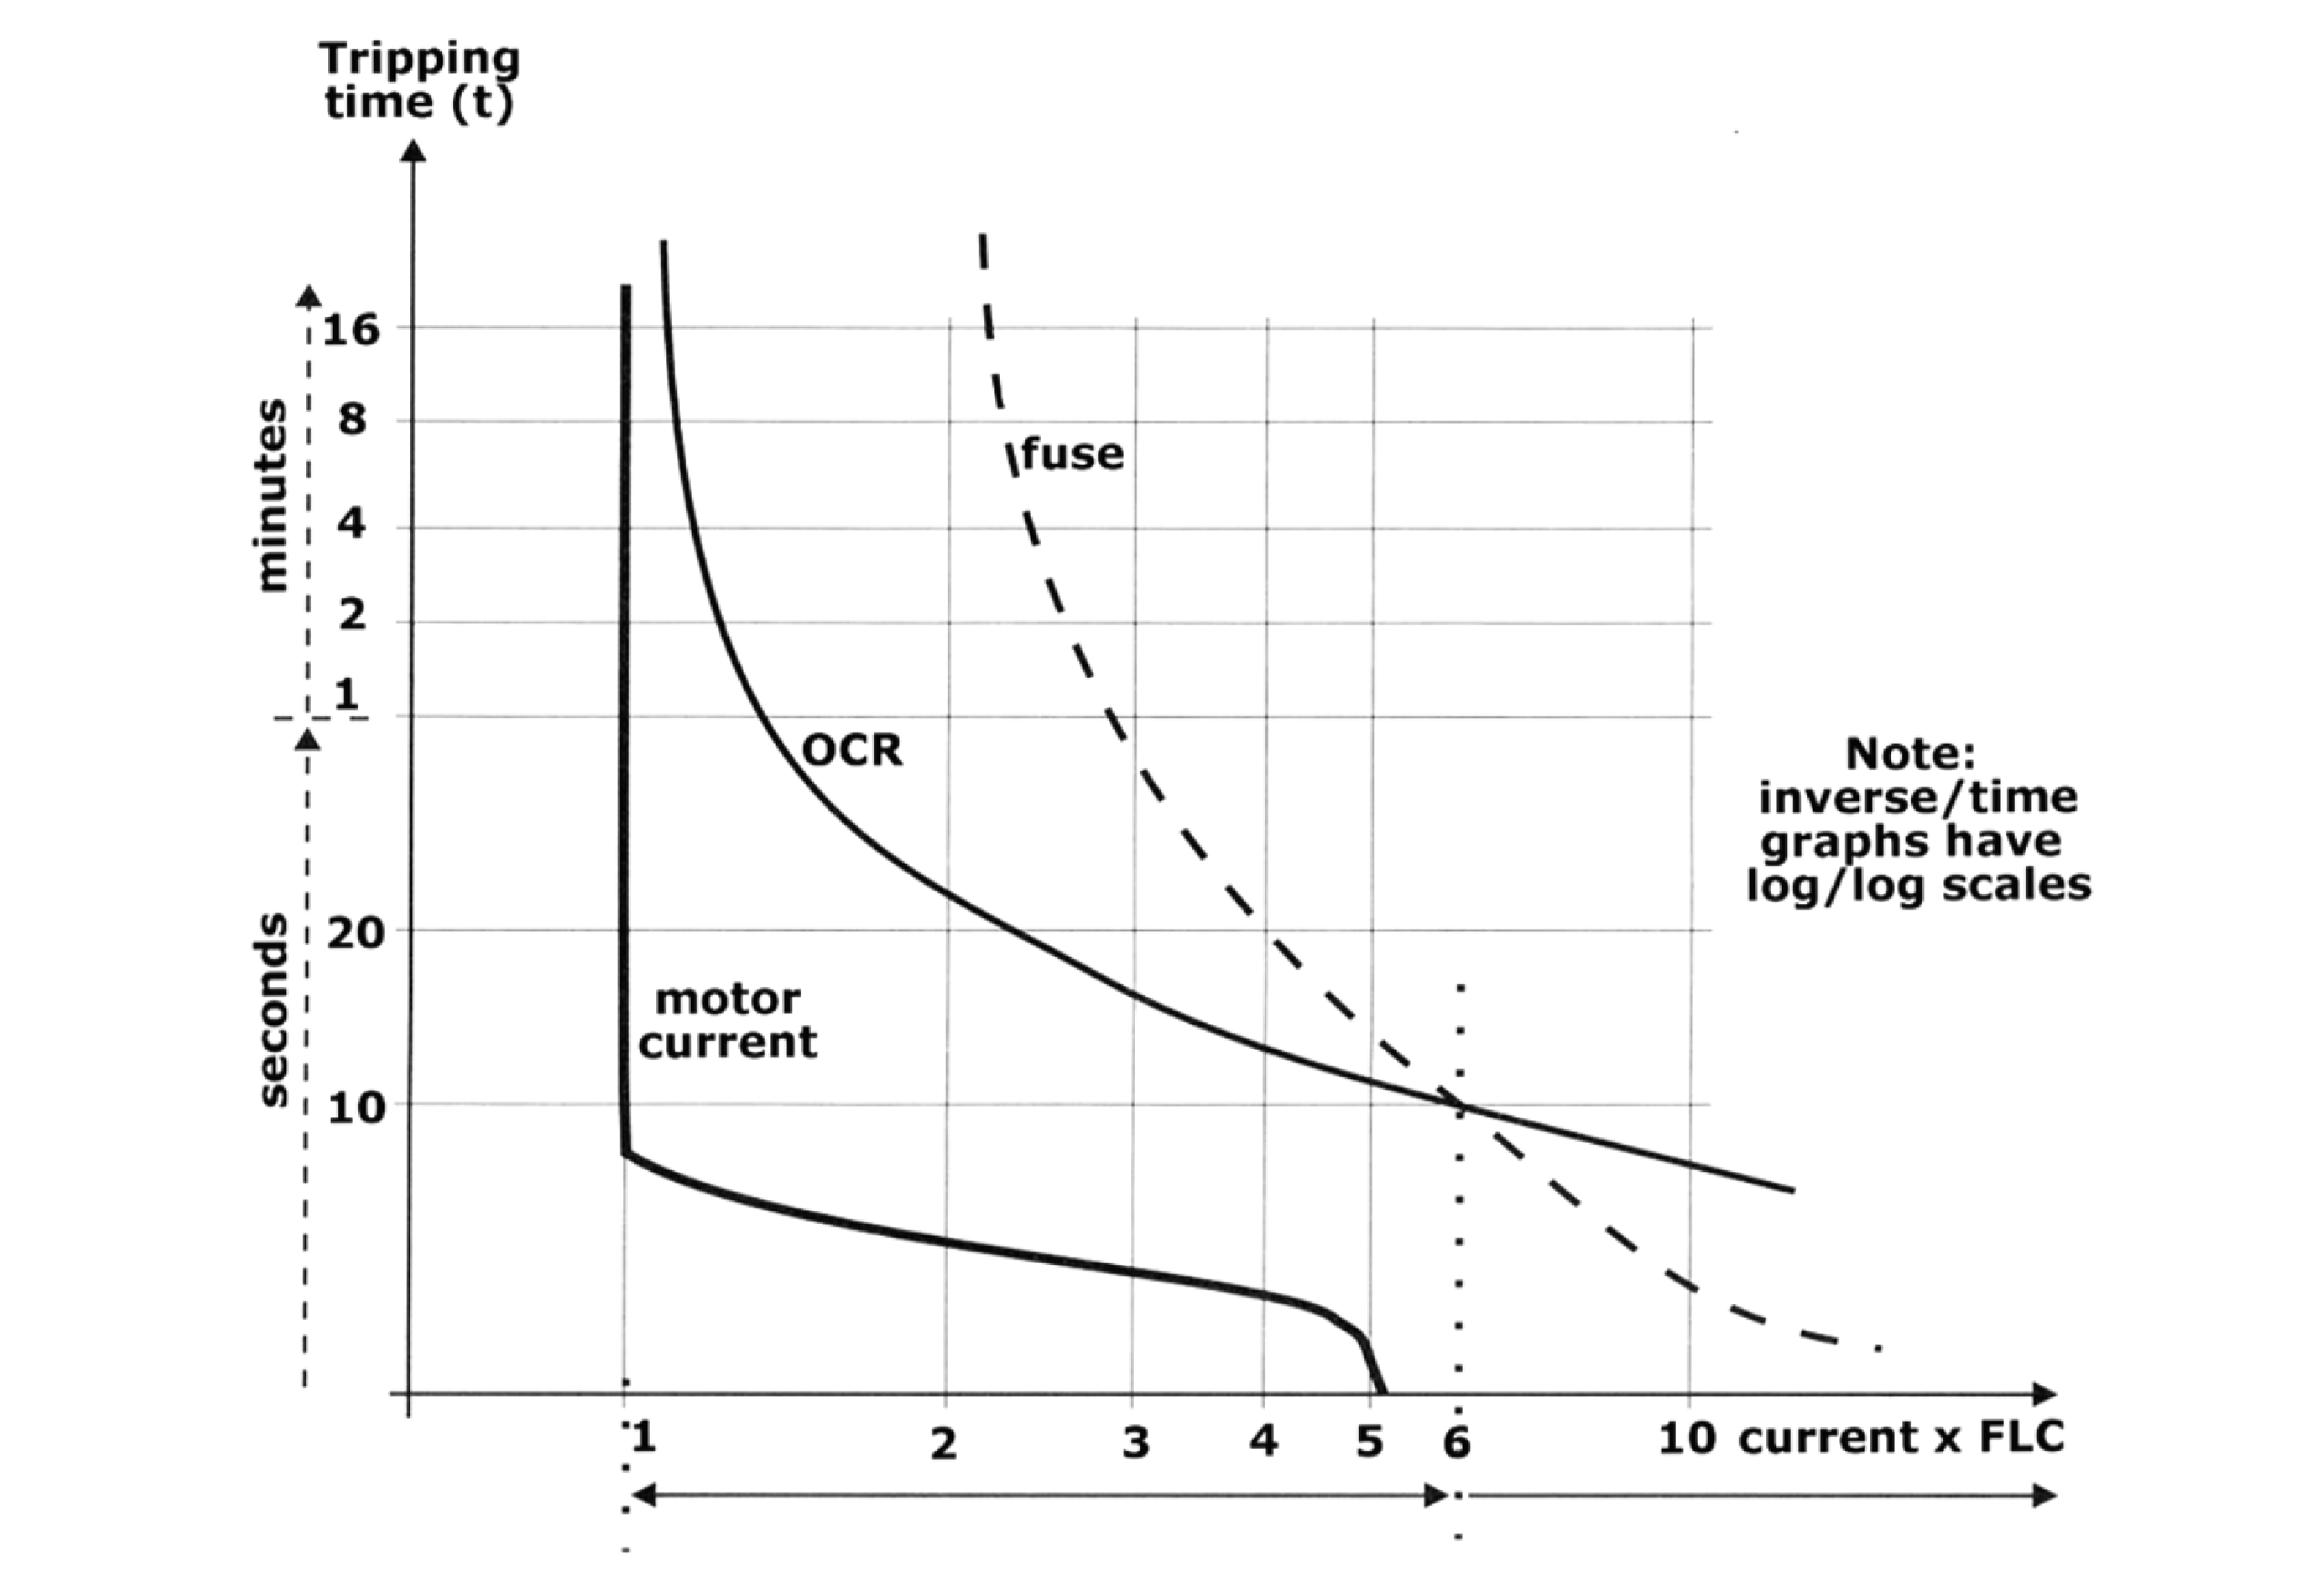 Tripping
time (t)
16
8
4
2
1
20
10
minutes
seconds
fuse
OCR
motor
current
Note:
inverse/time
graphs have
log/log scales
1 2 3 4 5 6 10 current x FLC